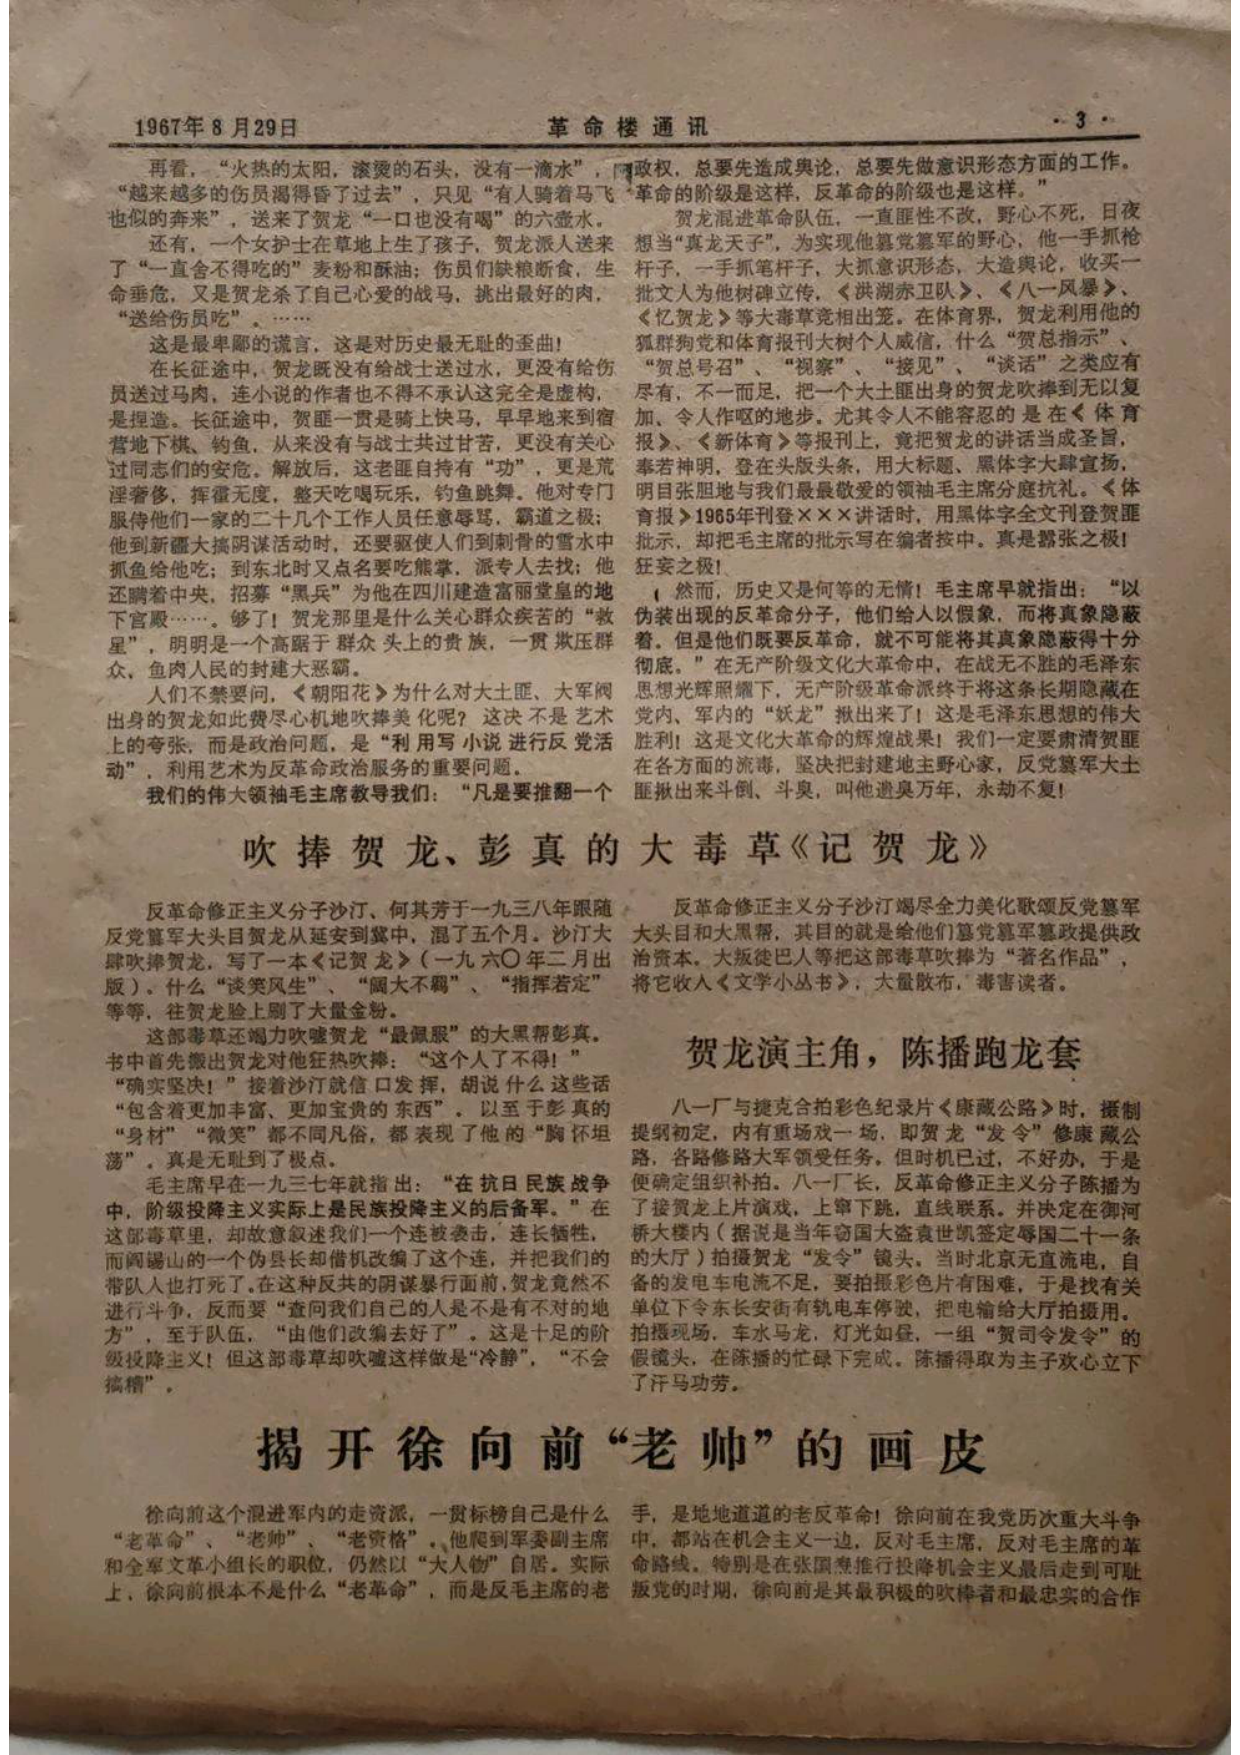 1967年8月29日
革命楼通讯
·3·
再看，“火热的太阳，滚烫的石头，没有一滴水”，
“越来越多的伤员渴得昏了过去”，只见“有人骑着马飞
也似的奔来”，送来了贺龙“一口也没有喝”的六壶水。
还有，一个女护士在草地上生了孩子，贺龙派人送来
了“一直舍不得吃的”麦粉和酥油；伤员们缺粮断食，生
命垂危，又是贺龙杀了自己心爱的战马，挑出最好的肉，
“送给伤员吃”。……
这是最卑鄙的谎言，这是对历史最无耻的歪曲！
在长征途中，贺龙既没有给战士送过水，更没有给伤
员送过马肉，连小说的作者也不得不承认这完全是虚构，
是捏造。长征途中，贺匪一贯是骑上快马，早早地来到宿
营地下棋、钓鱼，从来没有与战士共过甘苦，更没有关心
过同志们的安危。解放后，这老匪自持有“功”，更是荒
淫奢侈，挥霍无度，整天吃喝玩乐，钓鱼跳舞。他对专门
服侍他们一家的二十几个工作人员任意辱骂，霸道之极；
他到新疆大搞阴谋活动时，还要驱使人们到刺骨的雪水中
抓鱼给他吃；到东北时又点名要吃熊掌，派专人去找；他
还瞒着中央，招募“黑兵”为他在四川建造富丽堂皇的地
下宫殿……。够了！贺龙那里是什么关心群众疾苦的“救
星”，明明是一个高踞于群众头上的贵族，一贯欺压群
众，鱼肉人民的封建大恶霸。
人们不禁要问，《朝阳花》为什么对大土匪、大军阀
出身的贺龙如此费尽心机地吹捧美化呢？这决不是艺术
上的夸张，而是政治问题，是“利用写小说进行反党活
动”，利用艺术为反革命政治服务的重要问题。
我们的伟大领袖毛主席教导我们：“凡是要推翻一个
政权，总要先造成舆论，总要先做意识形态方面的工作。
革命的阶级是这样，反革命的阶级也是这样。”
贺龙混进革命队伍，一直匪性不改，野心不死，日夜
想当“真龙天子”，为实现他篡党篡军的野心，他一手抓枪
杆子，一手抓笔杆子，大抓意识形态，大造舆论，收买一
批文人为他树碑立传，《洪湖赤卫队》、《八一风暴》、
《忆贺龙》等大毒草竞相出笼。在体育界，贺龙利用他的
狐群狗党和体育报刊大树个人威信，什么“贺总指示”、
“贺总号召”、“视察”、“接见”、“谈话”之类应有
尽有，不一而足，把一个大土匪出身的贺龙吹捧到无以复
加、令人作呕的地步。尤其令人不能容忍的是在《体育
报》、《新体育》等报刊上，竟把贺龙的讲话当成圣旨，
奉若神明，登在头版头条，用大标题、黑体字大肆宣扬，
明目张胆地与我们最最敬爱的领袖毛主席分庭抗礼。《体
育报》1965年刊登×××讲话时，用黑体字全文刊登贺匪
批示，却把毛主席的批示写在编者按中。真是嚣张之极！
狂妄之极！
然而，历史又是何等的无情！毛主席早就指出：“以
伪装出现的反革命分子，他们给人以假象，而将真象隐蔽
着。但是他们既要反革命，就不可能将其真象隐蔽得十分
彻底。”在无产阶级文化大革命中，在战无不胜的毛泽东
思想光辉照耀下，无产阶级革命派终于将这条长期隐藏在
党内、军内的“妖龙”揪出来了！这是毛泽东思想的伟大
胜利！这是文化大革命的辉煌战果！我们一定要肃清贺匪
在各方面的流毒，坚决把封建地主野心家，反党篡军大土
匪揪出来斗倒、斗臭，叫他遗臭万年，永劫不复！
吹捧贺龙、彭真的大毒草《记贺龙》
反革命修正主义分子沙汀、何其芳于一九三八年跟随
反党篡军大头目贺龙从延安到冀中，混了五个月。沙汀大
肆吹捧贺龙，写了一本《记贺龙》（一九六〇年二月出
版）。什么“谈笑风生”、“阔大不羁”、“指挥若定”
等等，往贺龙脸上刷了大量金粉。
这部毒草还竭力吹嘘贺龙“最佩服”的大黑帮彭真。
书中首先搬出贺龙对他狂热吹捧：“这个人了不得！”
“确实坚决！”接着沙汀就信口发挥，胡说什么这些话
“包含着更加丰富、更加宝贵的东西”。以至于彭真的
“身材”“微笑”都不同凡俗，都表现了他的“胸怀坦
荡”。真是无耻到了极点。
毛主席早在一九三七年就指出：“在抗日民族战争
中，阶级投降主义实际上是民族投降主义的后备军。”在
这部毒草里，却故意叙述我们一个连被袭击，连长牺牲，
而阎锡山的一个伪县长却借机改编了这个连，并把我们的
带队人也打死了。在这种反共的阴谋暴行面前，贺龙竟然不
进行斗争，反而要“查问我们自己的人是不是有不对的地
方”，至于队伍，“由他们改编去好了”。这是十足的阶
级投降主义！但这部毒草却吹嘘这样做是“冷静”，“不会
搞糟”。
反革命修正主义分子沙汀竭尽全力美化歌颂反党篡军
大头目和大黑帮，其目的就是给他们篡党篡军篡政提供政
治资本。大叛徒巴人等把这部毒草吹捧为“著名作品”，
将它收入《文学小丛书》，大量散布，毒害读者。
贺龙演主角，陈播跑龙套
八一厂与捷克合拍彩色纪录片《康藏公路》时，摄制
提纲初定，内有重场戏一场，即贺龙“发令”修康藏公
路，各路修路大军领受任务。但时机已过，不好办，于是
便确定组织补拍。八一厂长，反革命修正主义分子陈播为
了接贺龙上片演戏，上窜下跳，直线联系。并决定在御河
桥大楼内（据说是当年窃国大盗袁世凯签定辱国二十一条
的大厅）拍摄贺龙“发令”镜头。当时北京无直流电，自
备的发电车电流不足，要拍摄彩色片有困难，于是找有关
单位下令东长安街有轨电车停驶，把电输给大厅拍摄用。
拍摄现场，车水马龙，灯光如昼，一组“贺司令发令”的
假镜头，在陈播的忙碌下完成。陈播得取为主子欢心立下
了汗马功劳。
揭开徐向前“老帅”的画皮
徐向前这个混进军内的走资派，一贯标榜自己是什么
“老革命”、“老帅”、“老资格”，他爬到军委副主席
和全军文革小组长的职位，仍然以“大人物”自居。实际
上，徐向前根本不是什么“老革命”，而是反毛主席的老
手，是地地道道的老反革命！徐向前在我党历次重大斗争
中，都站在机会主义一边，反对毛主席，反对毛主席的革
命路线。特别是在张国焘推行投降机会主义最后走到可耻
叛党的时期，徐向前是其最积极的吹棒者和最忠实的合作